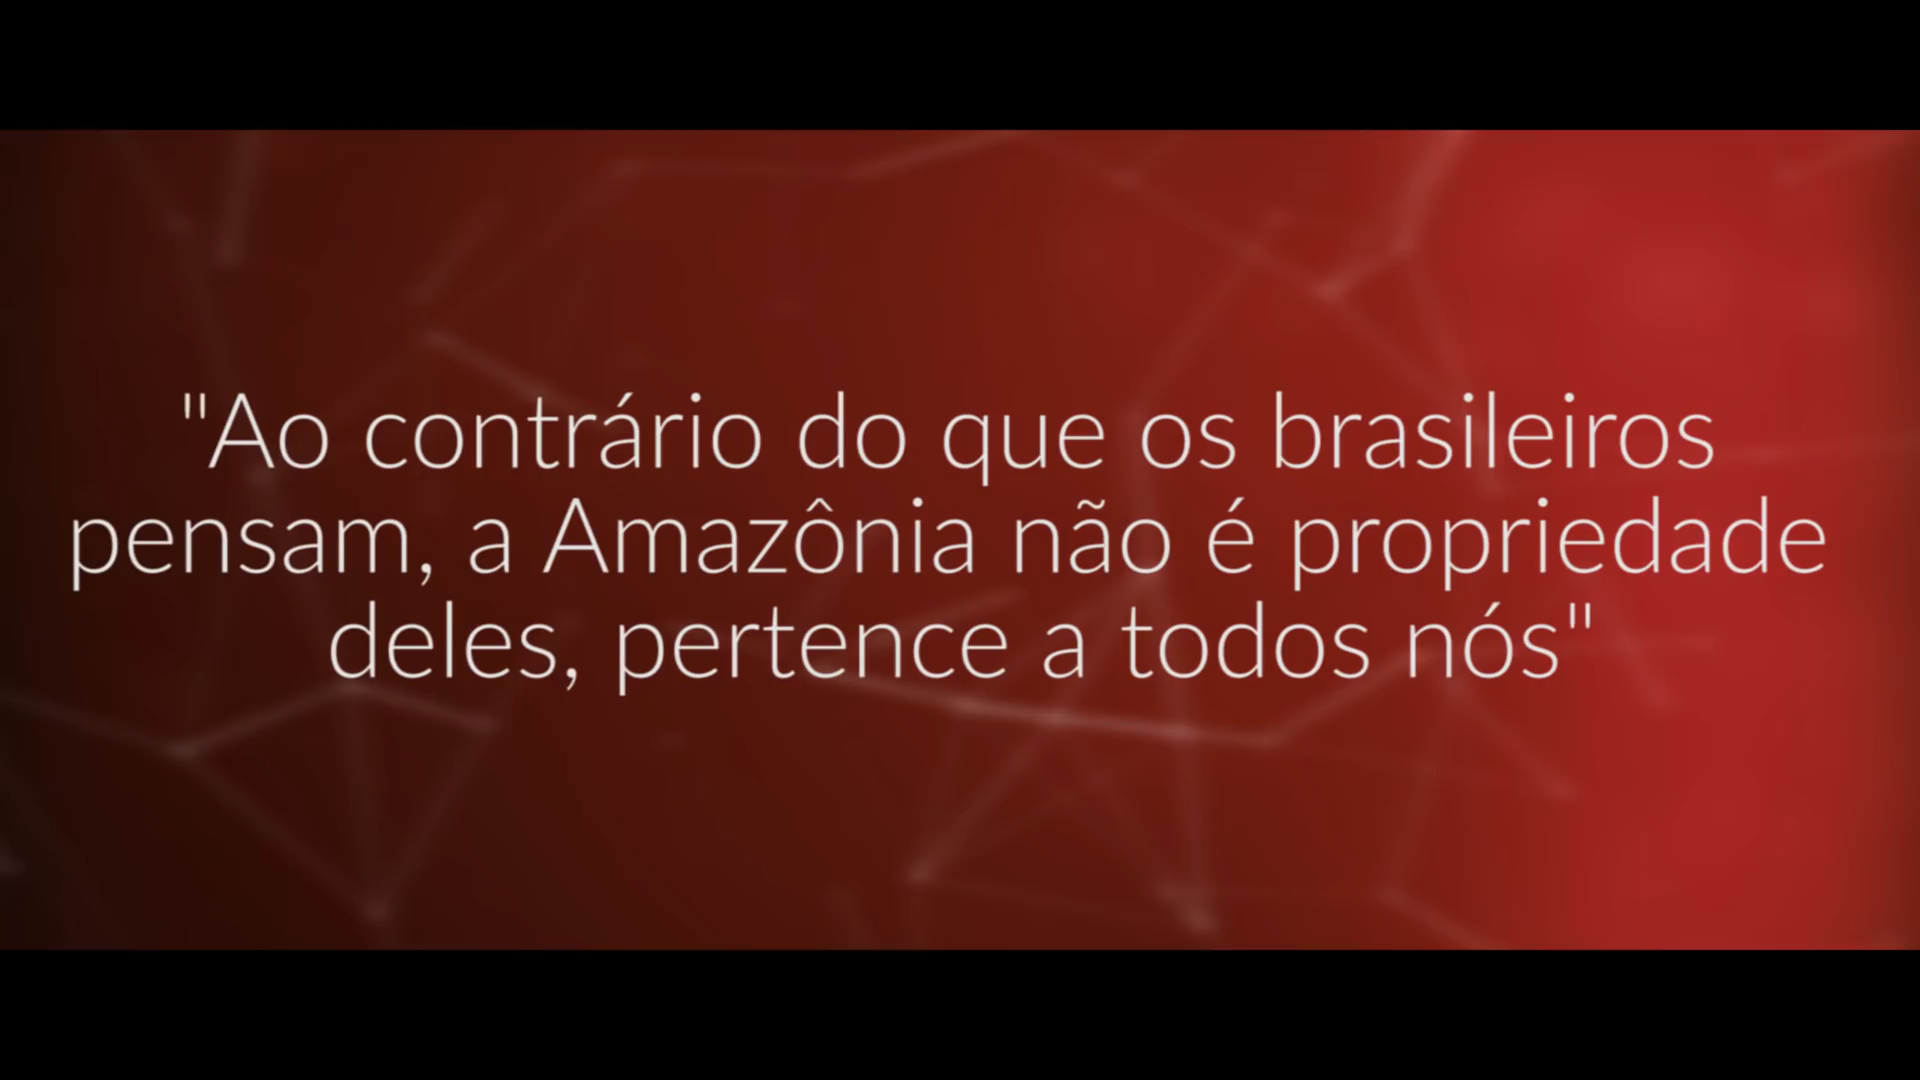 "Ao contrário do que os brasileiros
pensam, a Amazônia não é propriedade
deles, pertence a todos nós"